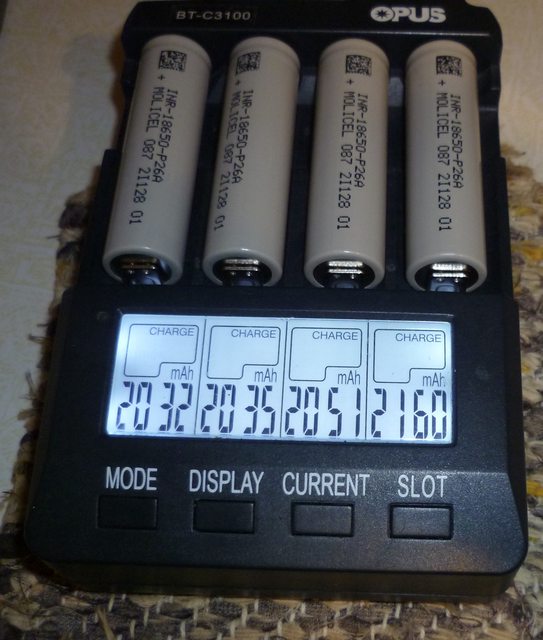 BT-C3100 OPUS
+ INR-18650-P26A
MOLICEL 087 21128 01
+ INR-18650-P26A
MOLICEL 087 21128 01
+ INR-18650-P26A
MOLICEL 087 21128 01
+ INR-18650-P26A
MOLICEL 087 21128 01
CHARGE CHARGE CHARGE CHARGE
mAh mAh mAh mAh
2032 2035 2051 2160
MODE DISPLAY CURRENT SLOT